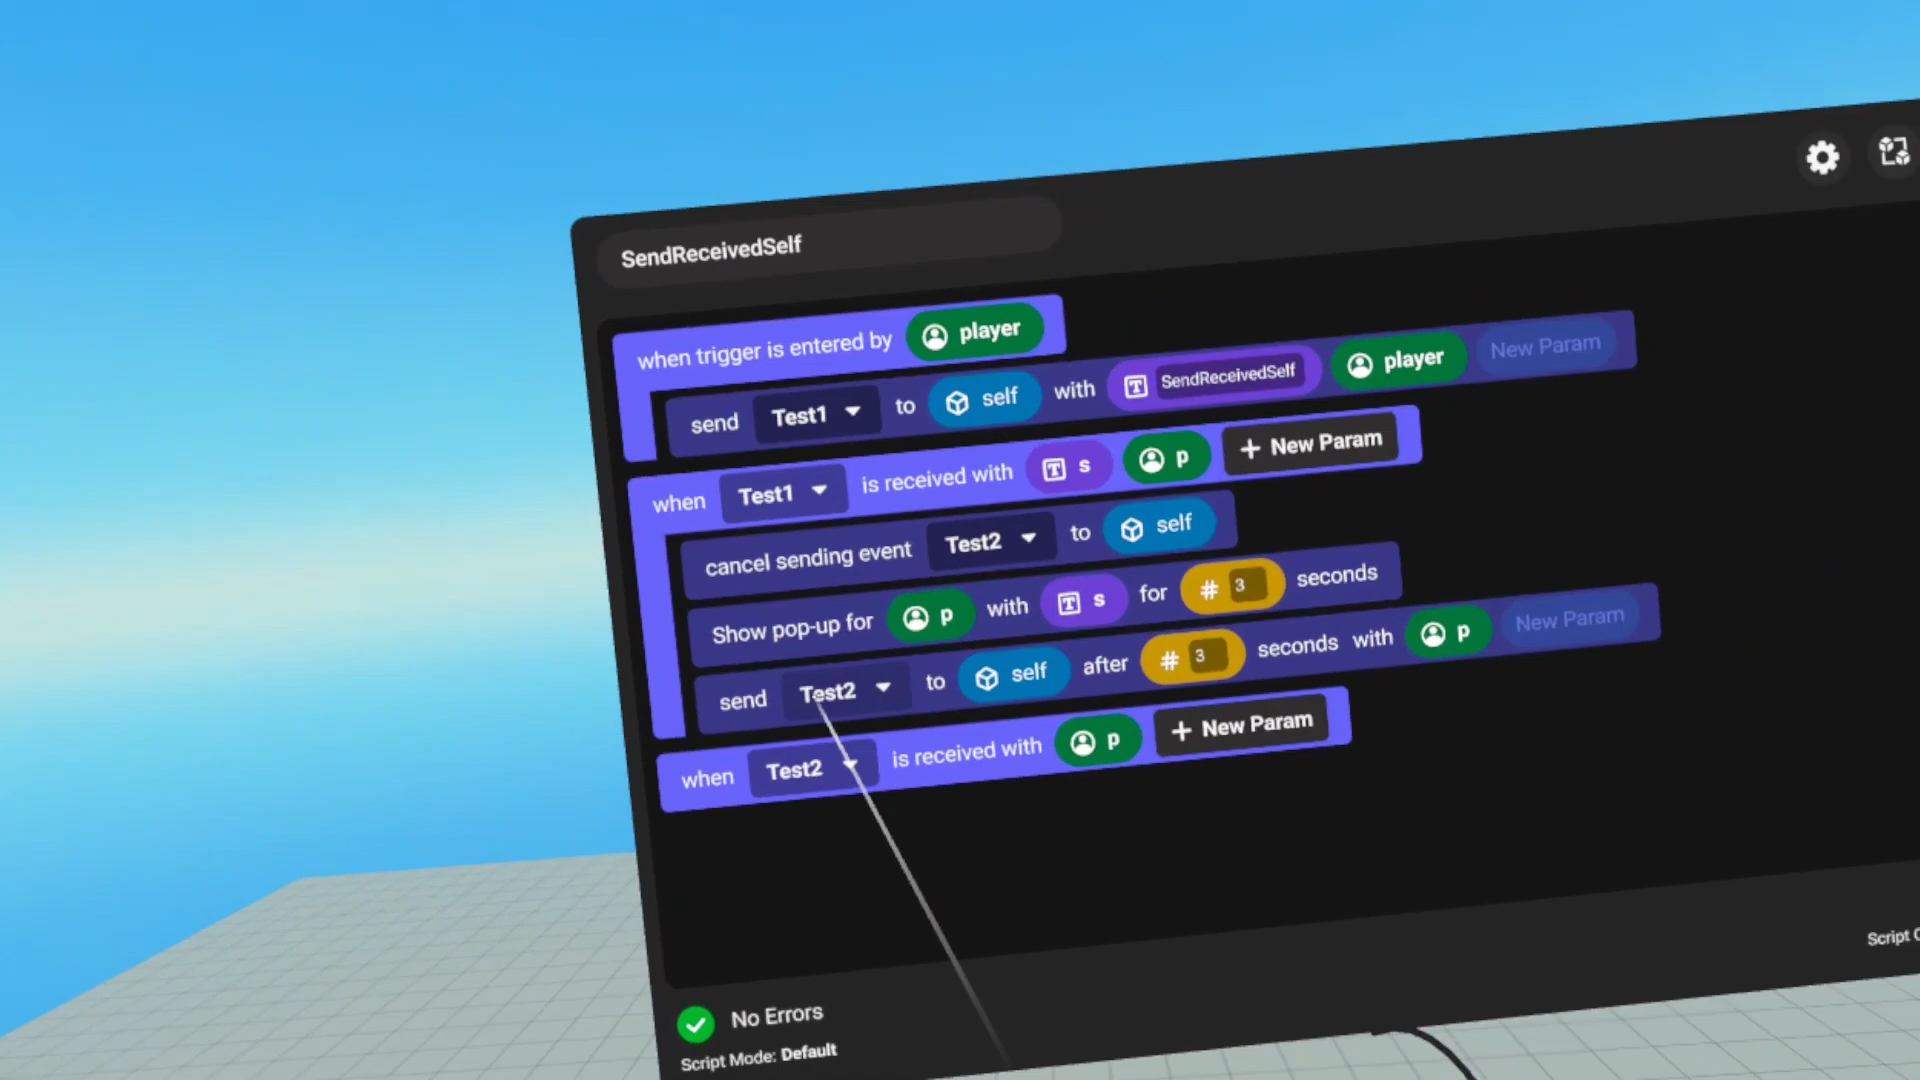 SendReceivedSelf
when trigger is entered by player
send Test1 to self with SendReceivedSelf player New Param
when Test1 is received with s p + New Param
cancel sending event Test2 to self
Show pop-up for p with s for # 3 seconds
send Test2 to self after # 3 seconds with p New Param
when Test2 is received with p + New Param
Script
No Errors
Script Mode: Default